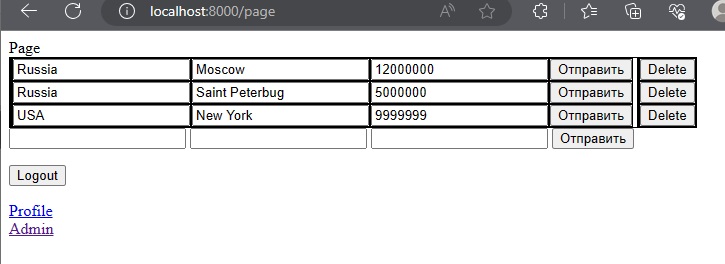 localhost:8000/page
Page
Russia Moscow 12000000 Отправить Delete
Russia Saint Peterbug 5000000 Отправить Delete
USA New York 9999999 Отправить Delete
Отправить
Logout
Profile
Admin